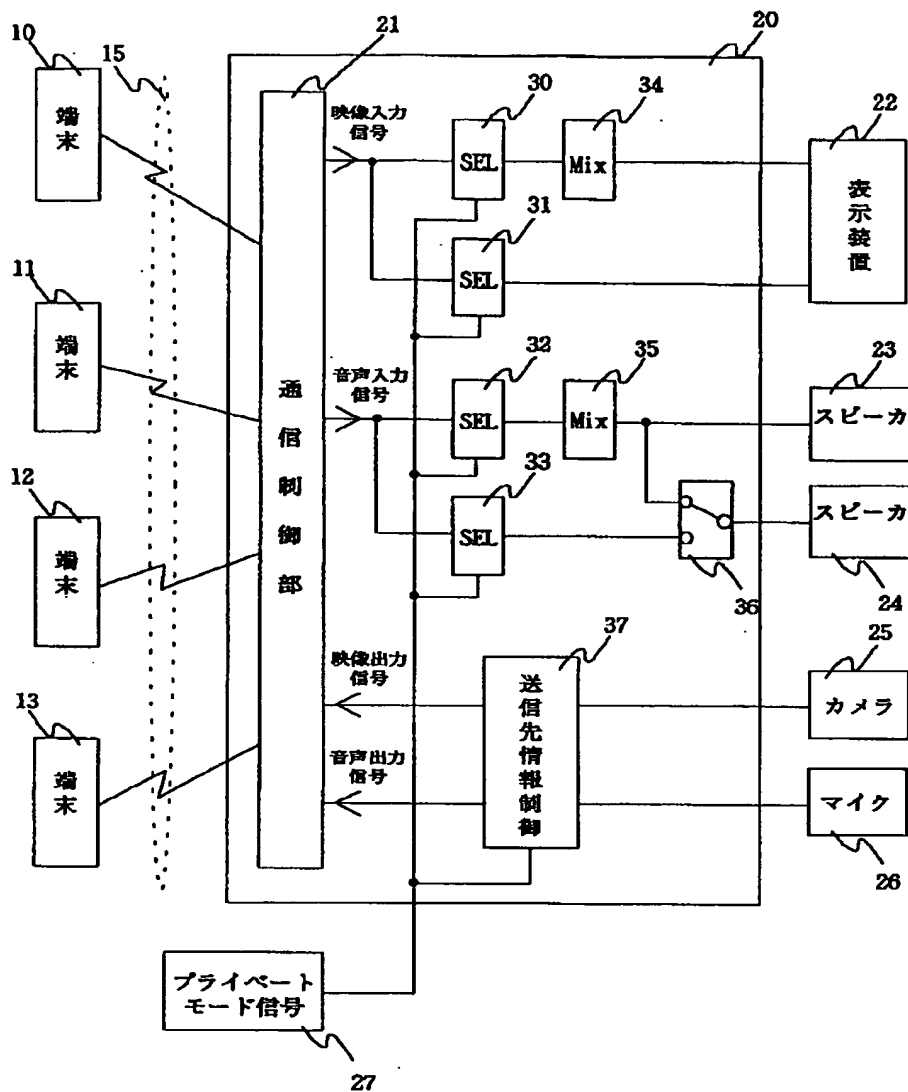 10
端末
15
21
20
映像入力
信号
30
SEL
34
Mix
22
表示装置
31
SEL
11
端末
通信制御部
音声入力
信号
32
SEL
35
Mix
23
スピーカ
33
SEL
36
スピーカ
24
12
端末
映像出力
信号
37
送信先情報制御
25
カメラ
13
端末
音声出力
信号
マイク
26
プライベート
モード信号
27